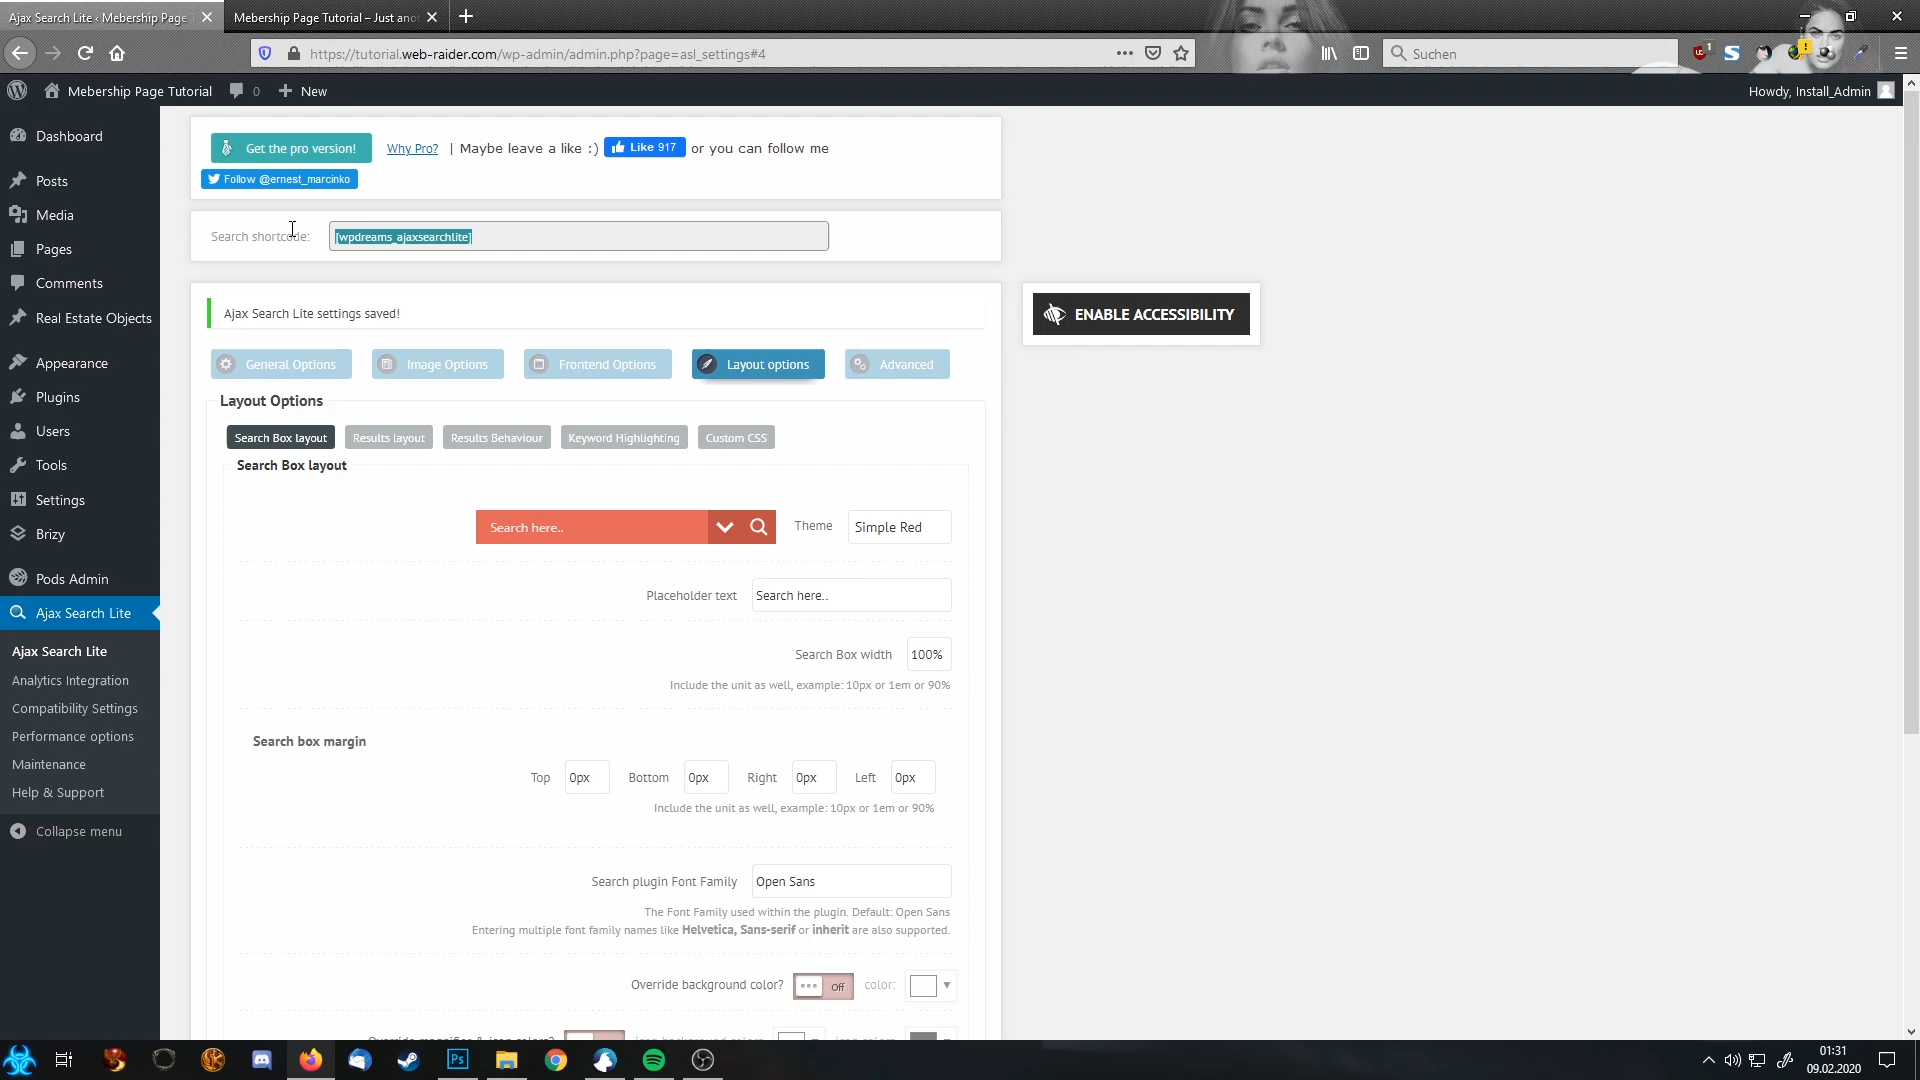 Ajax Search Lite ‹ Mebership Page
Mebership Page Tutorial – Just ano
https://tutorial.web-raider.com/wp-admin/admin.php?page=asl_settings#4
Suchen
Mebership Page Tutorial
0
New
Howdy, Install_Admin
Dashboard
Posts
Media
Pages
Comments
Real Estate Objects
Appearance
Plugins
Users
Tools
Settings
Brizy
Pods Admin
Ajax Search Lite
Ajax Search Lite
Analytics Integration
Compatibility Settings
Performance options
Maintenance
Help & Support
Collapse menu
Get the pro version! Why Pro? | Maybe leave a like :) Like 917 or you can follow me
Follow @ernest_marcinko
Search shortcode: [wpdreams_ajaxsearchlite]
Ajax Search Lite settings saved!
ENABLE ACCESSIBILITY
General Options Image Options Frontend Options Layout options Advanced
Layout Options
Search Box layout Results layout Results Behaviour Keyword Highlighting Custom CSS
Search Box layout
Search here.. Theme Simple Red
Placeholder text Search here..
Search Box width 100%
Include the unit as well, example: 10px or 1em or 90%
Search box margin
Top 0px Bottom 0px Right 0px Left 0px
Include the unit as well, example: 10px or 1em or 90%
Search plugin Font Family Open Sans
The Font Family used within the plugin. Default: Open Sans
Entering multiple font family names like Helvetica, Sans-serif or inherit are also supported.
Override background color? Off color:
Ps
01:31
09.02.2020